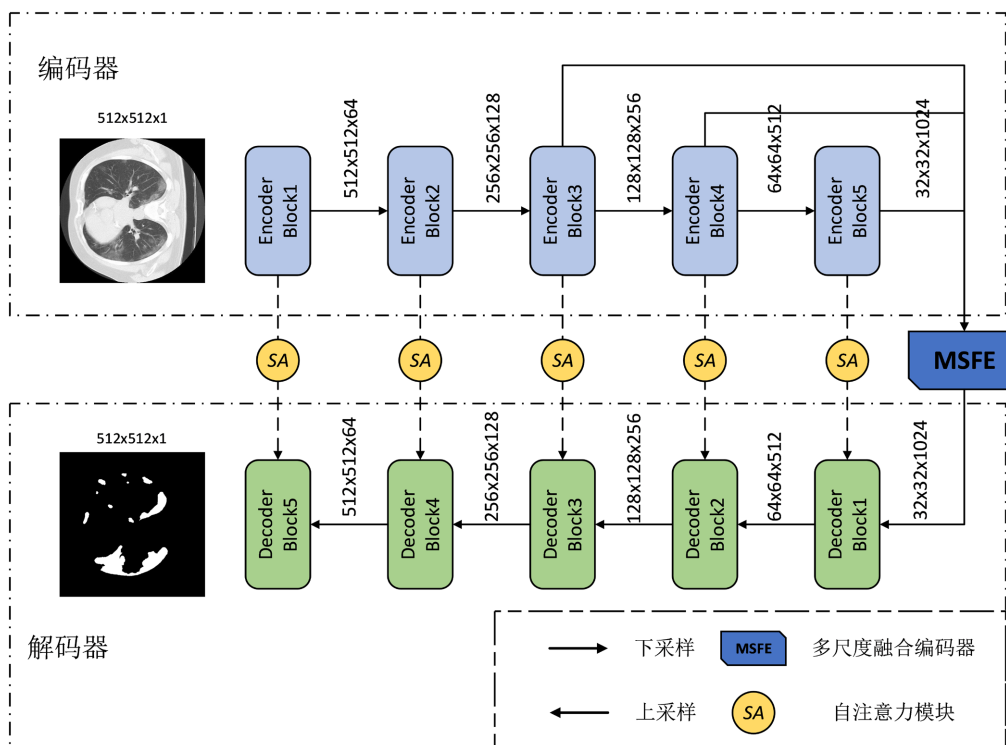 编码器
512x512x1
Encoder
Block1
512x512x64
Encoder
Block2
256x256x128
Encoder
Block3
128x128x256
Encoder
Block4
64x64x512
Encoder
Block5
32x32x1024
SA
SA
SA
SA
SA
MSFE
512x512x1
Decoder
Block5
512x512x64
Decoder
Block4
256x256x128
Decoder
Block3
128x128x256
Decoder
Block2
64x64x512
Decoder
Block1
32x32x1024
解码器
下采样
MSFE
多尺度融合编码器
上采样
SA
自注意力模块